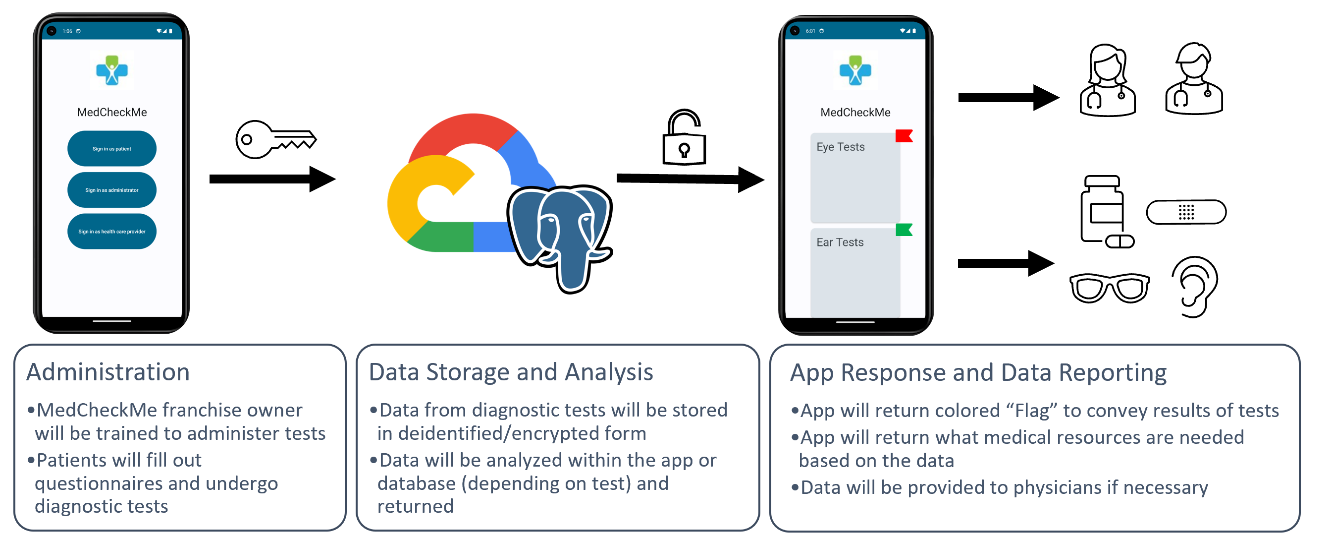 1:06
MedCheckMe
Sign in as patient
Sign in as administrator
Sign in as health care provider
6:01
MedCheckMe
Eye Tests
Ear Tests
Administration
•MedCheckMe franchise owner
will be trained to administer tests
•Patients will fill out
questionnaires and undergo
diagnostic tests
Data Storage and Analysis
•Data from diagnostic tests will be stored
in deidentified/encrypted form
•Data will be analyzed within the app or
database (depending on test) and
returned
App Response and Data Reporting
•App will return colored “Flag” to convey results of tests
•App will return what medical resources are needed
based on the data
•Data will be provided to physicians if necessary